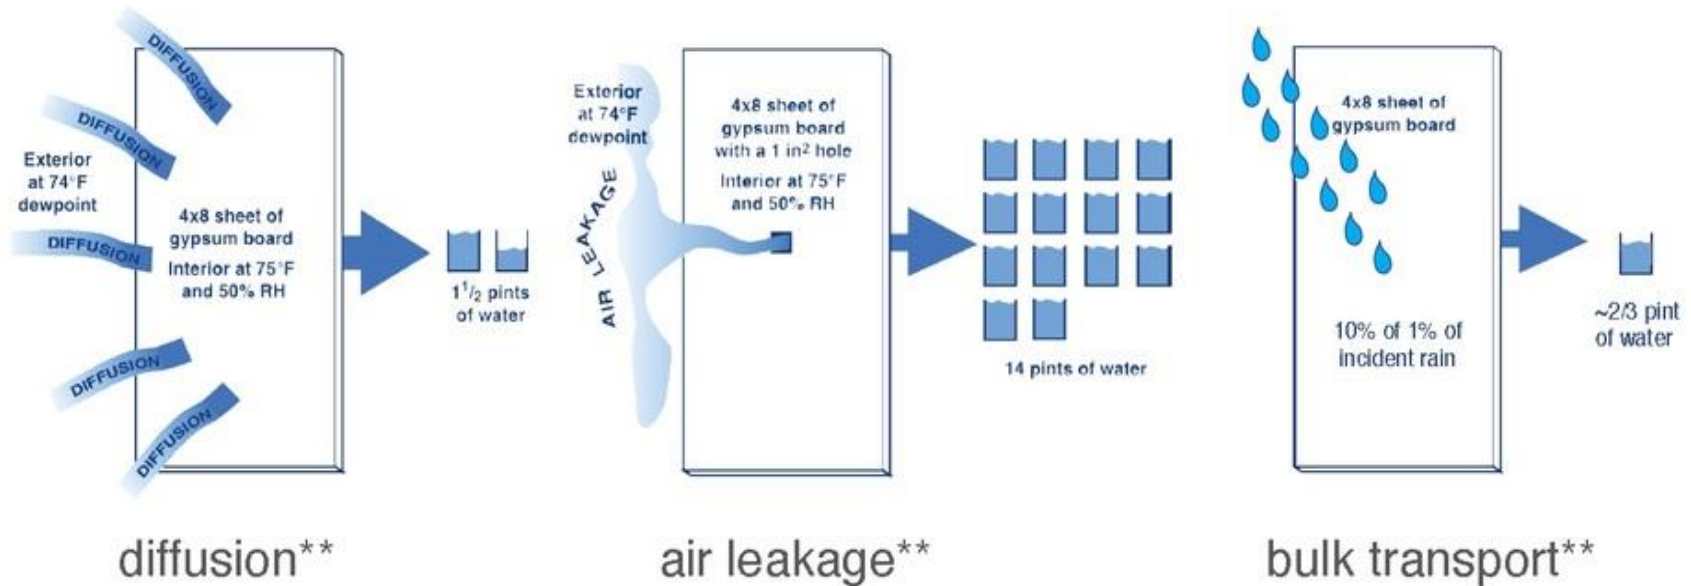 DIFFUSION
DIFFUSION
Exterior
at 74°F
dewpoint
DIFFUSION
4x8 sheet of
gypsum board
Interior at 75°F
and 50% RH
DIFFUSION
DIFFUSION
1 1/2 pints
of water
diffusion**
Exterior
at 74°F
dewpoint
AIR LEAKAGE
4x8 sheet of
gypsum board
with a 1 in² hole
Interior at 75°F
and 50% RH
14 pints of water
air leakage**
4x8 sheet of
gypsum board
10% of 1% of
incident rain
~2/3 pint
of water
bulk transport**